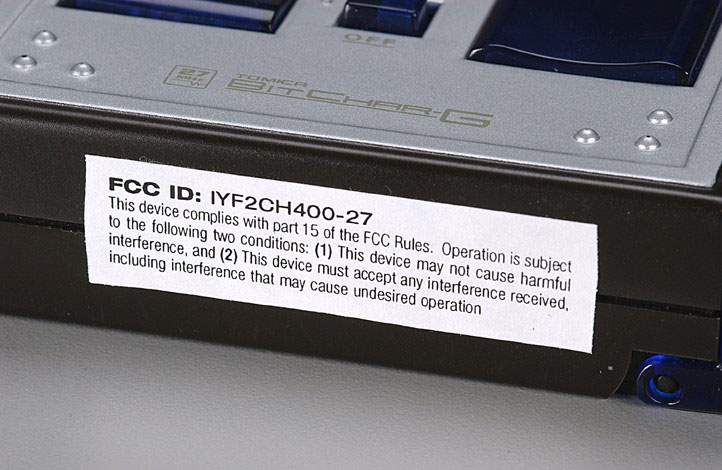 OFF
27
MHz
TOMICA
BITCHAR-G
FCC ID: IYF2CH400-27
This device complies with part 15 of the FCC Rules. Operation is subject
to the following two conditions: (1) This device may not cause harmful
interference, and (2) This device must accept any interference received,
including interference that may cause undesired operation